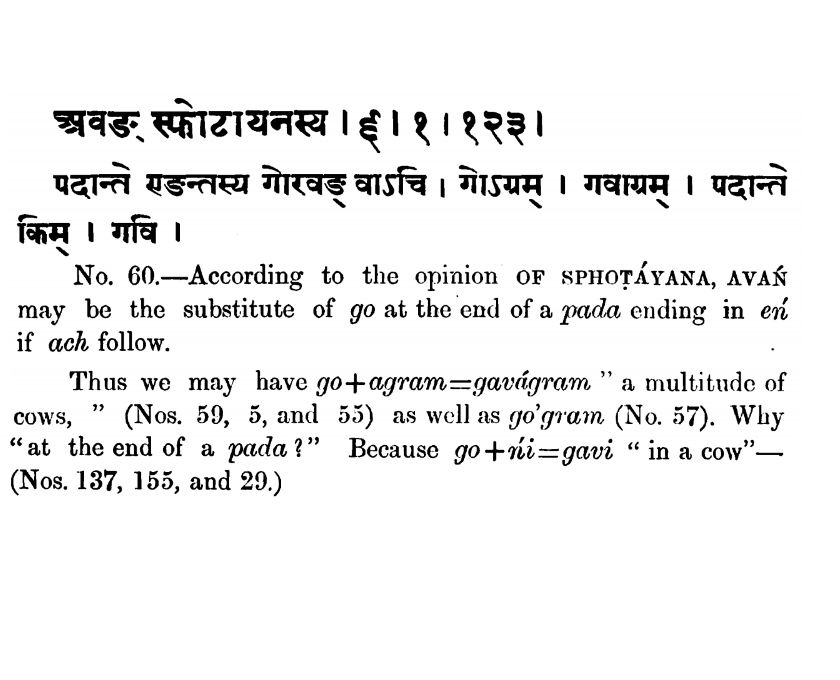 अवङ् स्फोटायनस्य । ६ । १ । १२३ ।
पदान्ते एङन्तस्य गोरवङ् वाऽचि । गोऽग्रम् । गवाग्रम् । पदान्ते
किम् । गवि ।
No. 60.—According to the opinion OF SPHOṬÁYANA, AVAŃ
may be the substitute of go at the end of a pada ending in eń
if ach follow.
Thus we may have go+agram=gavágram ” a multitude of
cows, ” (Nos. 59, 5, and 55) as well as go’gram (No. 57). Why
“at the end of a pada?” Because go+ńi=gavi “ in a cow”—
(Nos. 137, 155, and 29.)